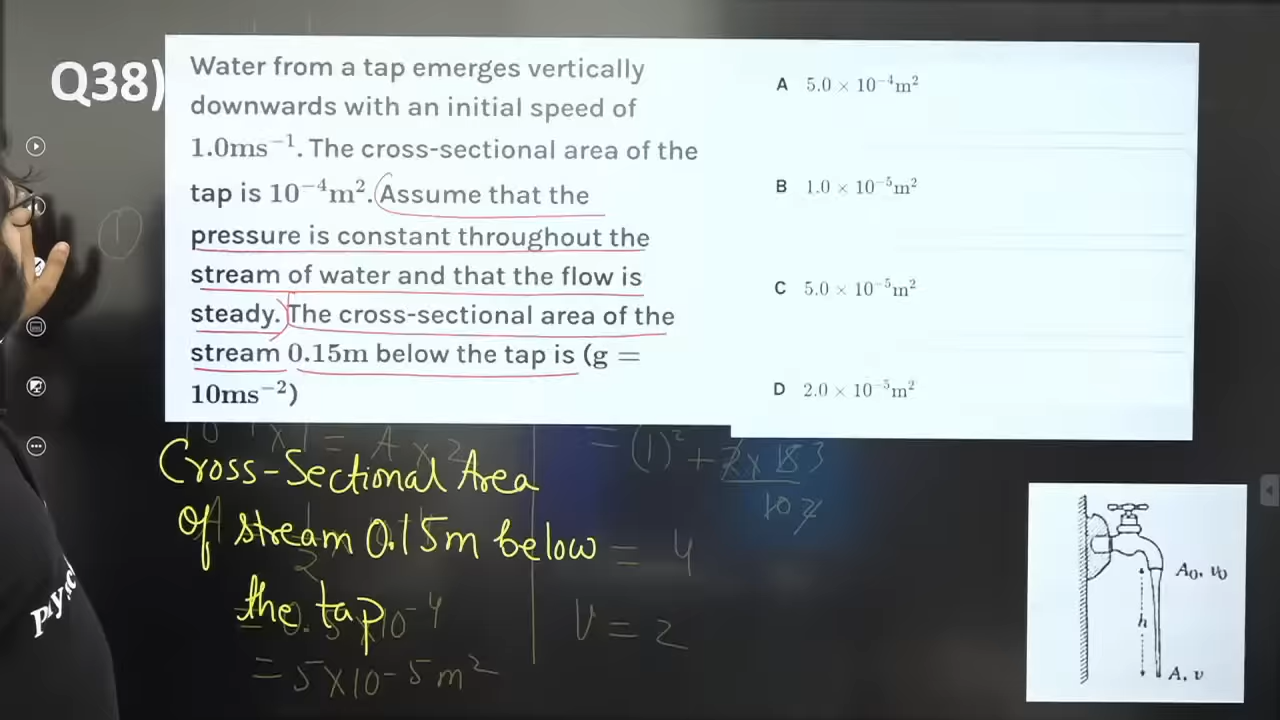 Q38)
Water from a tap emerges vertically
downwards with an initial speed of
1.0ms⁻¹. The cross-sectional area of the
tap is 10⁻⁴m². Assume that the
pressure is constant throughout the
stream of water and that the flow is
steady. The cross-sectional area of the
stream 0.15m below the tap is (g =
10ms⁻²)
A 5.0 × 10⁻⁴m²
B 1.0 × 10⁻⁵m²
C 5.0 × 10⁻⁵m²
D 2.0 × 10⁻⁵m²
①
Cross-Sectional Area
of stream 0.15m below
the tap
= 5×10-5 m²
= (1)² +
= 4
V = 2
A₀, v₀
h
A, v